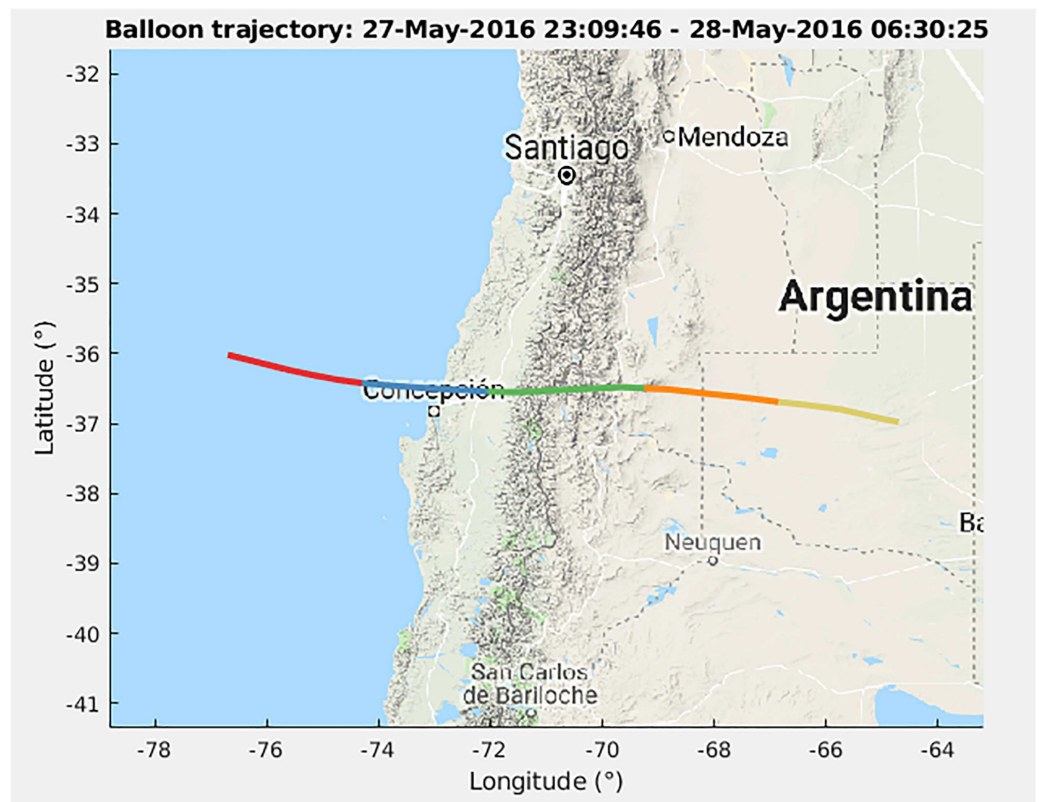 Balloon trajectory: 27-May-2016 23:09:46 - 28-May-2016 06:30:25
-32
-33
-34
-35
-36
-37
-38
-39
-40
-41
Latitude (°)
Santiago
Mendoza
Argentina
Concepción
Neuquen
Ba
San Carlos
de Bariloche
-78
-76
-74
-72
-70
-68
-66
-64
Longitude (°)